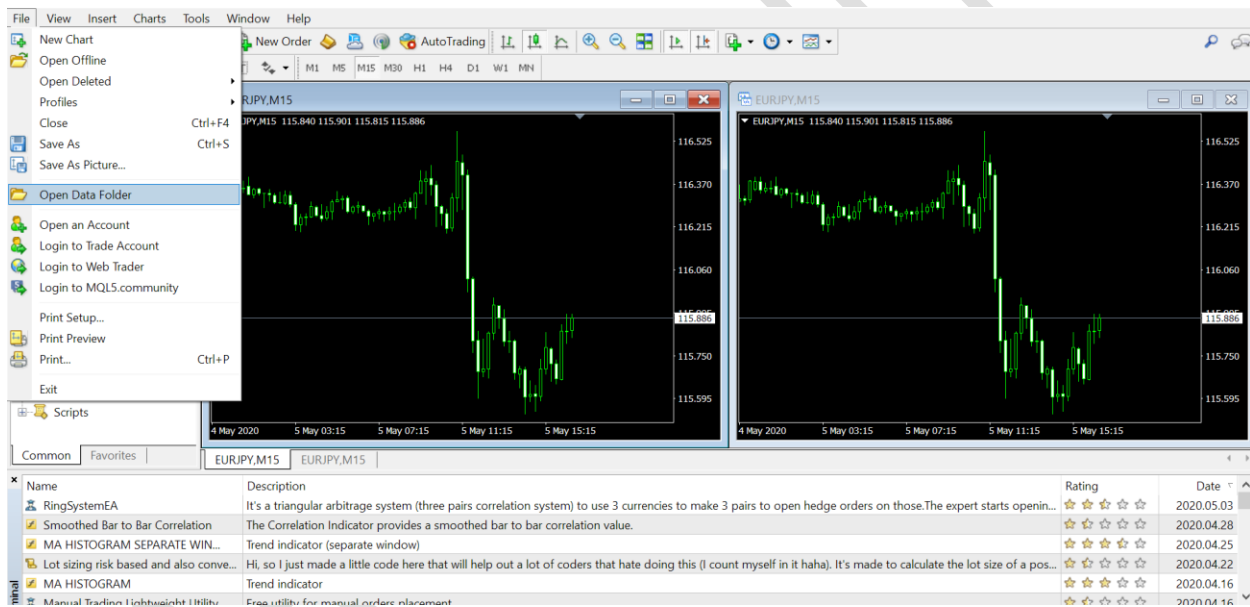 File View Insert Charts Tools Window Help
New Chart
Open Offline
Open Deleted
Profiles
Close Ctrl+F4
Save As Ctrl+S
Save As Picture...
Open Data Folder
Open an Account
Login to Trade Account
Login to Web Trader
Login to MQL5.community
Print Setup...
Print Preview
Print... Ctrl+P
Exit
New Order AutoTrading
M1 M5 M15 M30 H1 H4 D1 W1 MN
RJPY,M15
JPY,M15 115.840 115.901 115.815 115.886
116.525
116.370
116.215
116.060
115.886
115.750
115.595
4 May 2020 5 May 03:15 5 May 07:15 5 May 11:15 5 May 15:15
EURJPY,M15
EURJPY,M15 115.840 115.901 115.815 115.886
116.525
116.370
116.215
116.060
115.886
115.750
115.595
4 May 2020 5 May 03:15 5 May 07:15 5 May 11:15 5 May 15:15
Scripts
Common Favorites
EURJPY,M15 EURJPY,M15
Name Description Rating Date
RingSystemEA It's a triangular arbitrage system (three pairs correlation system) to use 3 currencies to make 3 pairs to open hedge orders on those.The expert starts openin... 2020.05.03
Smoothed Bar to Bar Correlation The Correlation Indicator provides a smoothed bar to bar correlation value. 2020.04.28
MA HISTOGRAM SEPARATE WIN... Trend indicator (separate window) 2020.04.25
Lot sizing risk based and also conve... Hi, so I just made a little code here that will help out a lot of coders that hate doing this (I count myself in it haha). It's made to calculate the lot size of a pos... 2020.04.22
MA HISTOGRAM Trend indicator 2020.04.16
Manual Trading Lightweight Utility Free utility for manual orders placement 2020.04.16
minal